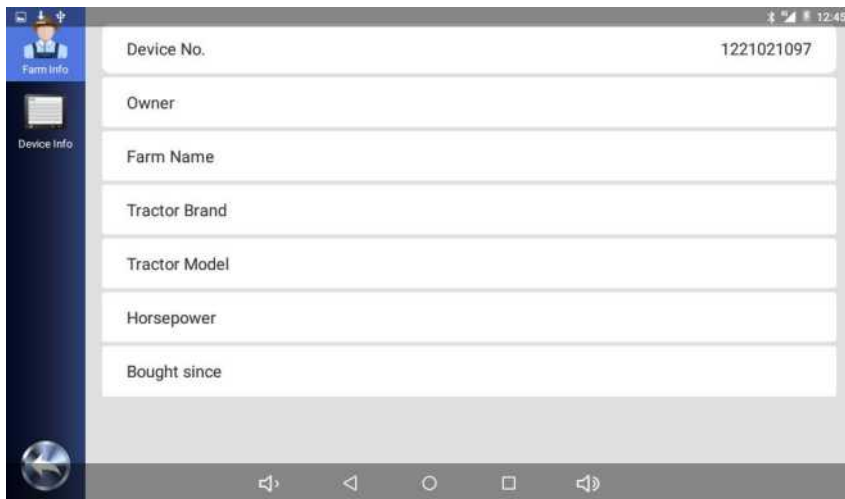 12:45
Farm Info
Device Info
Device No. 1221021097
Owner
Farm Name
Tractor Brand
Tractor Model
Horsepower
Bought since